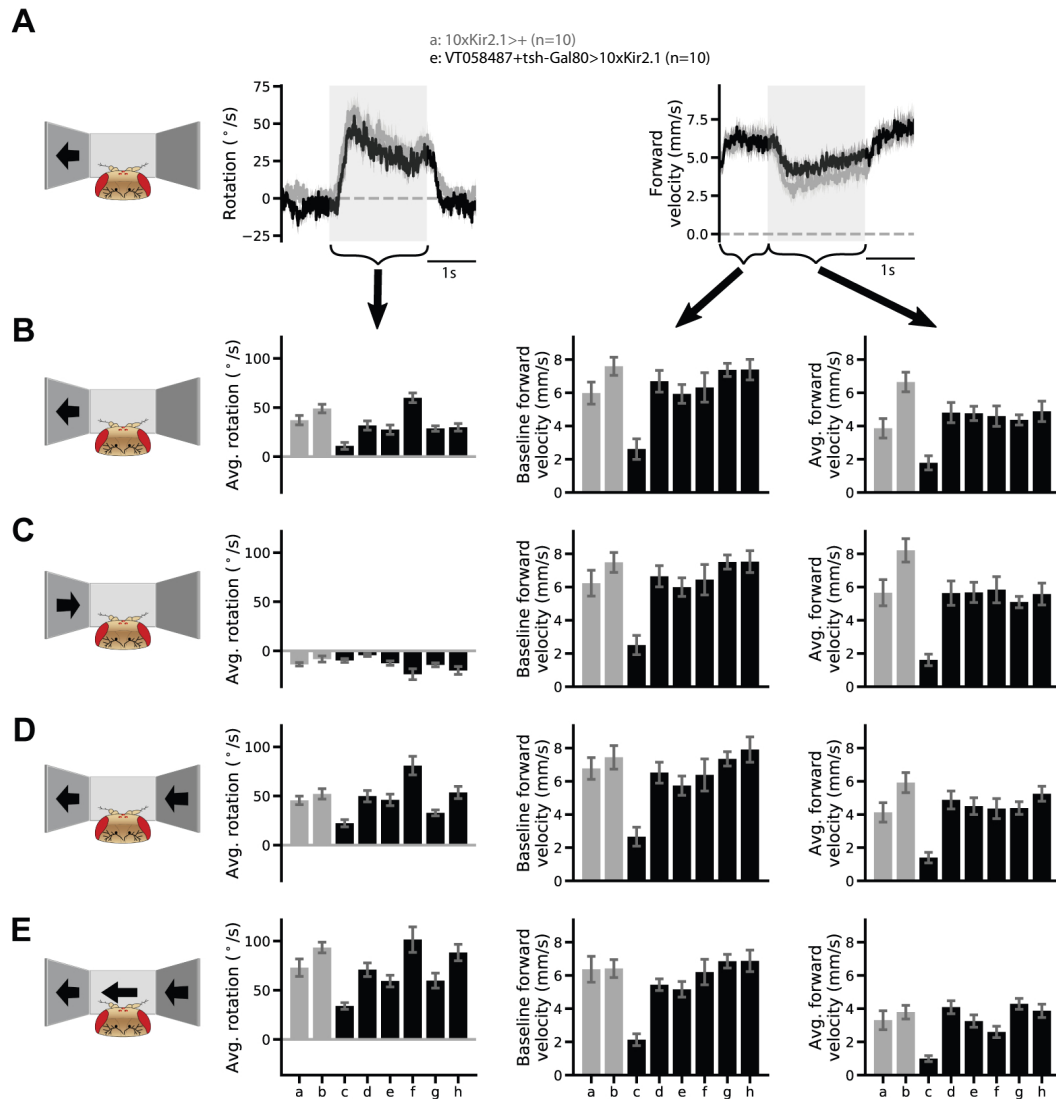 A
a: 10xKir2.1>+ (n=10)
e: VT058487+tsh-Gal80>10xKir2.1 (n=10)
Rotation (°/s)
75
50
25
0
−25
1s
Forward
velocity (mm/s)
7.5
5.0
2.5
0.0
1s
B
Avg. rotation (°/s)
100
50
0
Baseline forward
velocity (mm/s)
8
6
4
2
0
Avg. forward
velocity (mm/s)
8
6
4
2
0
C
Avg. rotation (°/s)
100
50
0
Baseline forward
velocity (mm/s)
8
6
4
2
0
Avg. forward
velocity (mm/s)
8
6
4
2
0
D
Avg. rotation (°/s)
100
50
0
Baseline forward
velocity (mm/s)
8
6
4
2
0
Avg. forward
velocity (mm/s)
8
6
4
2
0
E
Avg. rotation (°/s)
100
50
0
a b c d e f g h
Baseline forward
velocity (mm/s)
8
6
4
2
0
a b c d e f g h
Avg. forward
velocity (mm/s)
8
6
4
2
0
a b c d e f g h